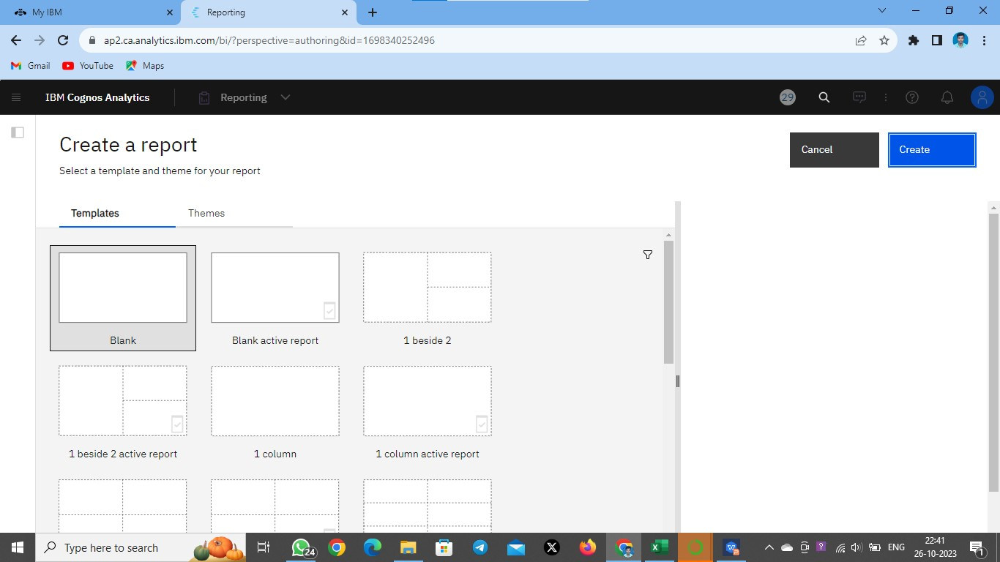 My IBM
Reporting
ap2.ca.analytics.ibm.com/bi/?perspective=authoring&id=1698340252496
Gmail
YouTube
Maps
IBM Cognos Analytics
Reporting
29
Create a report
Cancel
Create
Select a template and theme for your report
Templates
Themes
Blank
Blank active report
1 beside 2
1 beside 2 active report
1 column
1 column active report
Type here to search
24
ENG
22:41
26-10-2023
1